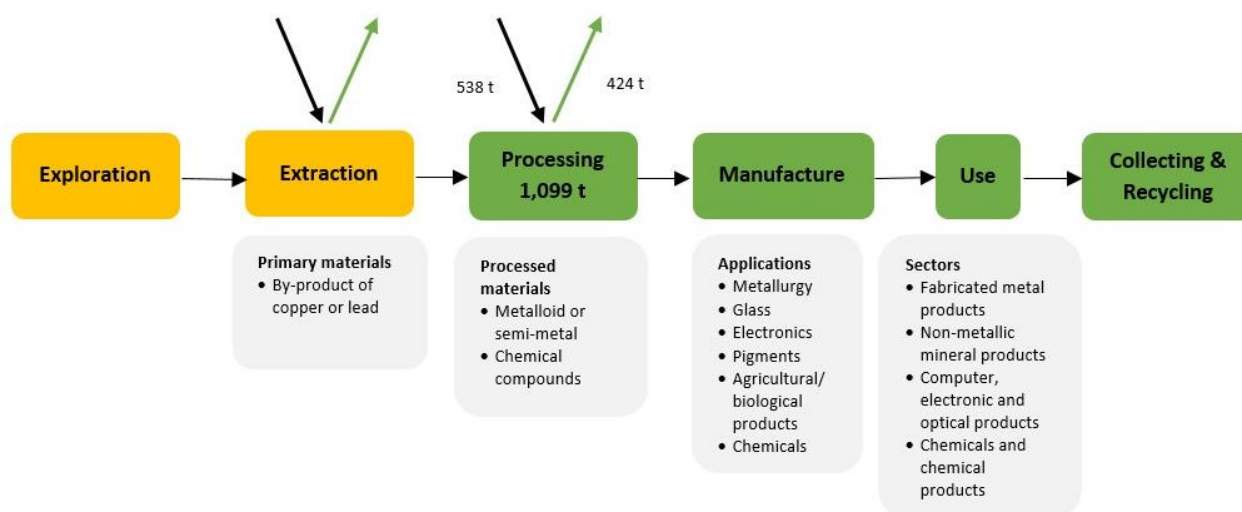 538 t
424 t
Exploration
Extraction
Processing
1,099 t
Manufacture
Use
Collecting &
Recycling
Primary materials
• By-product of
copper or lead
Processed
materials
• Metalloid or
semi-metal
• Chemical
compounds
Applications
• Metallurgy
• Glass
• Electronics
• Pigments
• Agricultural/
biological
products
• Chemicals
Sectors
• Fabricated metal
products
• Non-metallic
mineral products
• Computer,
electronic and
optical products
• Chemicals and
chemical
products